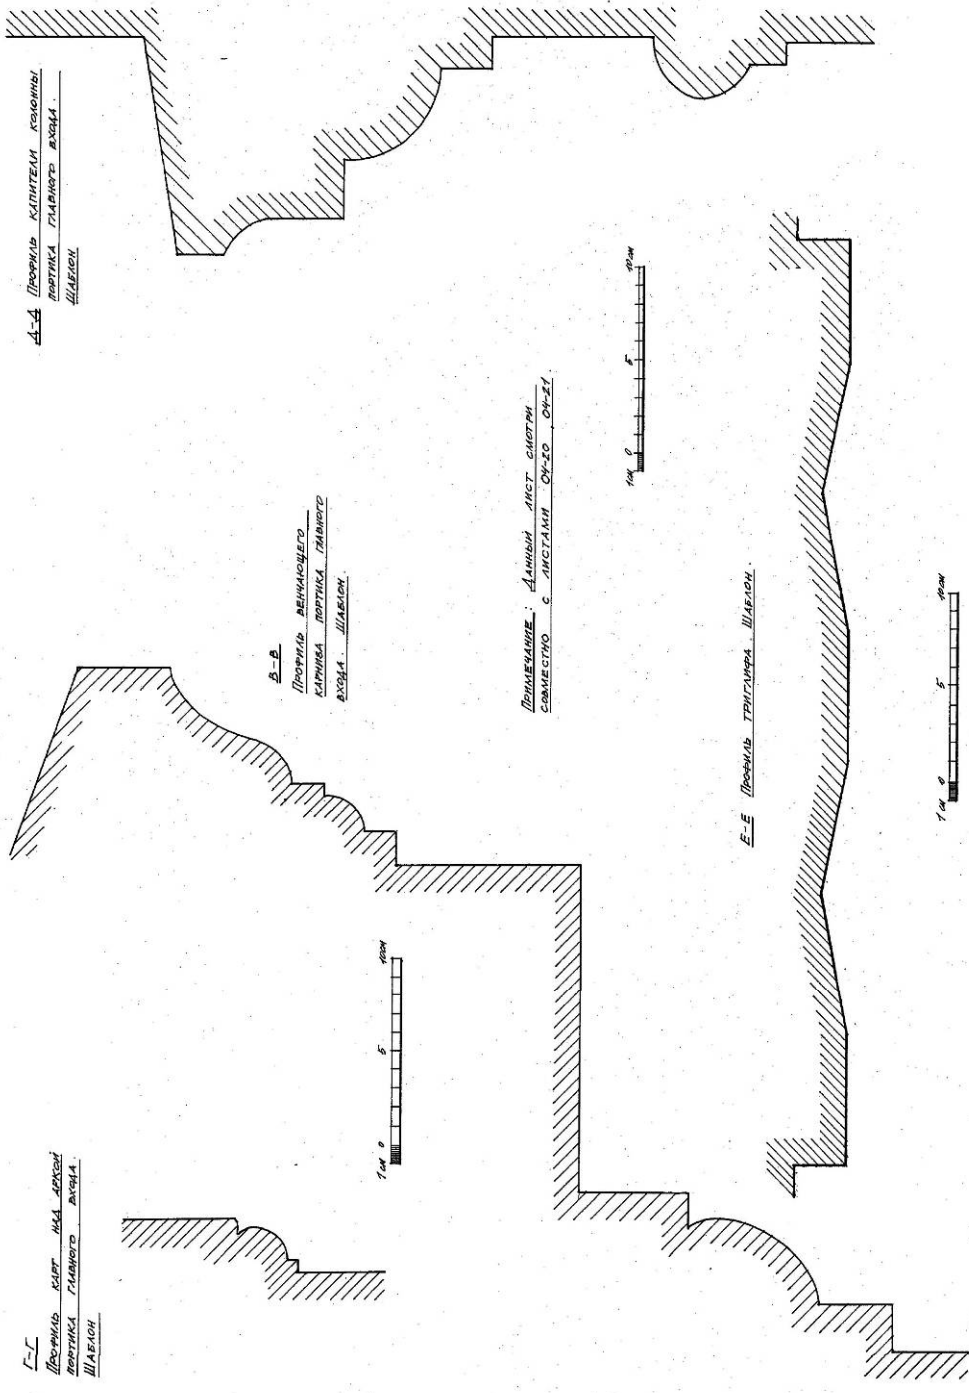 Г-Г
ПРОФИЛЬ КАРТ НАД АРКОЙ
ПОРТИКА ГЛАВНОГО ВХОДА.
ШАБЛОН
В-В
ПРОФИЛЬ ВЕНЧАЮЩЕГО
КАРНИЗА ПОРТИКА ГЛАВНОГО
ВХОДА. ШАБЛОН.
Д-Д ПРОФИЛЬ КАПИТЕЛИ КОЛОННЫ
ПОРТИКА ГЛАВНОГО ВХОДА.
ШАБЛОН
1 СМ 0 5 10 СМ
ПРИМЕЧАНИЕ: ДАННЫЙ ЛИСТ СМОТРИ
СОВМЕСТНО С ЛИСТАМИ 04-20 04-21.
1 СМ 0 5 10 СМ
Е-Е ПРОФИЛЬ ТРИГЛИФА. ШАБЛОН.
1 СМ 0 5 10 СМ